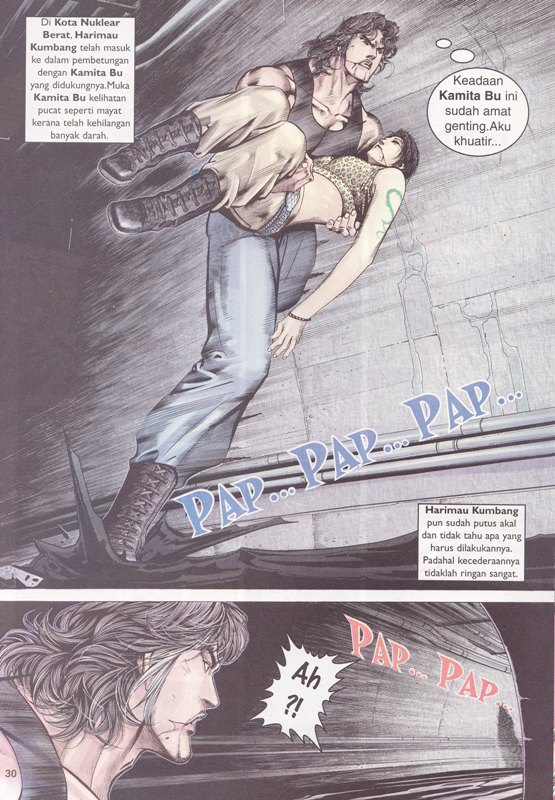 Di Kota Nuklear
Berat, Harimau
Kumbang telah masuk
ke dalam pembetungan
dengan Kamita Bu
yang didukungnya.Muka
Kamita Bu kelihatan
pucat seperti mayat
kerana telah kehilangan
banyak darah.
Keadaan
Kamita Bu ini
sudah amat
genting.Aku
khuatir...
PAP... PAP... PAP...
Harimau Kumbang
pun sudah putus akal
dan tidak tahu apa yang
harus dilakukannya.
Padahal kecederaannya
tidaklah ringan sangat.
PAP... PAP...
Ah
?!
30